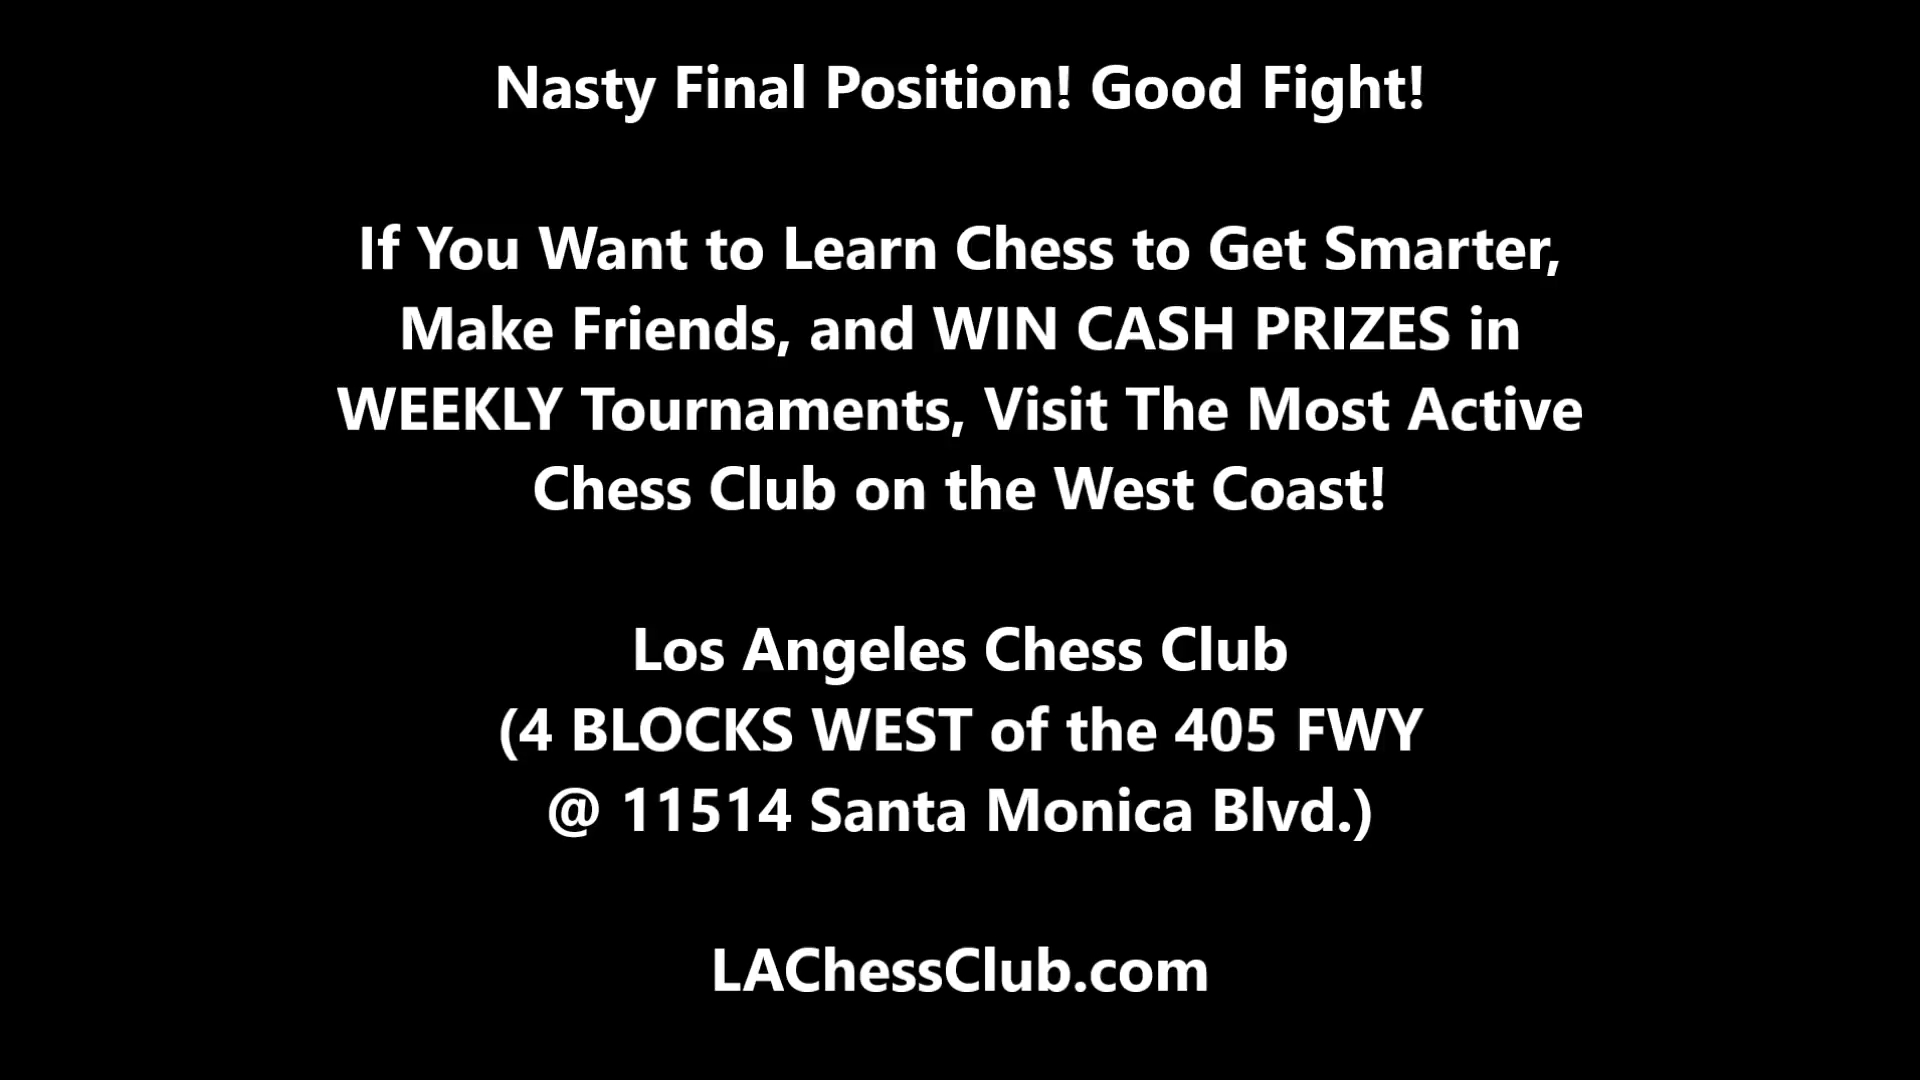 Nasty Final Position! Good Fight!
If You Want to Learn Chess to Get Smarter,
Make Friends, and WIN CASH PRIZES in
WEEKLY Tournaments, Visit The Most Active
Chess Club on the West Coast!
Los Angeles Chess Club
(4 BLOCKS WEST of the 405 FWY
@ 11514 Santa Monica Blvd.)
LAChessClub.com